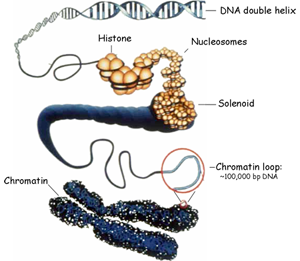 DNA double helix
Histone
Nucleosomes
Solenoid
Chromatin loop:
~100,000 bp DNA
Chromatin